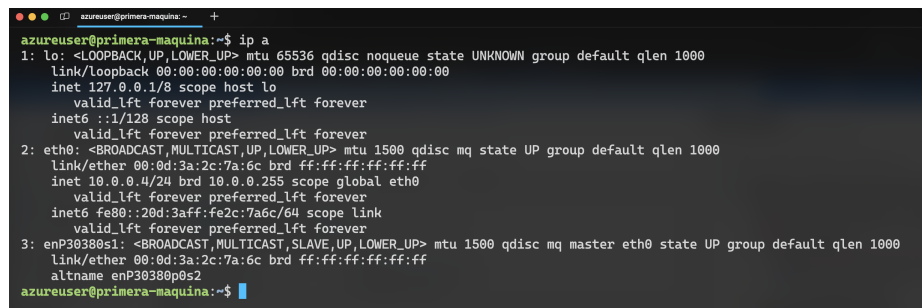 azureuser@primera-maquina: ~ +
azureuser@primera-maquina:~$ ip a
1: lo: <LOOPBACK,UP,LOWER_UP> mtu 65536 qdisc noqueue state UNKNOWN group default qlen 1000
    link/loopback 00:00:00:00:00:00 brd 00:00:00:00:00:00
    inet 127.0.0.1/8 scope host lo
       valid_lft forever preferred_lft forever
    inet6 ::1/128 scope host
       valid_lft forever preferred_lft forever
2: eth0: <BROADCAST,MULTICAST,UP,LOWER_UP> mtu 1500 qdisc mq state UP group default qlen 1000
    link/ether 00:0d:3a:2c:7a:6c brd ff:ff:ff:ff:ff:ff
    inet 10.0.0.4/24 brd 10.0.0.255 scope global eth0
       valid_lft forever preferred_lft forever
    inet6 fe80::20d:3aff:fe2c:7a6c/64 scope link
       valid_lft forever preferred_lft forever
3: enP30380s1: <BROADCAST,MULTICAST,SLAVE,UP,LOWER_UP> mtu 1500 qdisc mq master eth0 state UP group default qlen 1000
    link/ether 00:0d:3a:2c:7a:6c brd ff:ff:ff:ff:ff:ff
    altname enP30380p0s2
azureuser@primera-maquina:~$